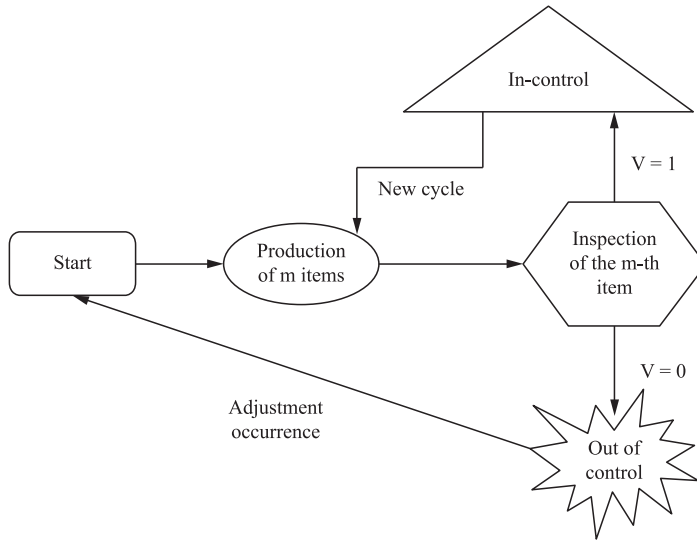 In-control
V = 1
New cycle
Start
Production
of m items
Inspection
of the m-th
item
V = 0
Adjustment
occurrence
Out of
control